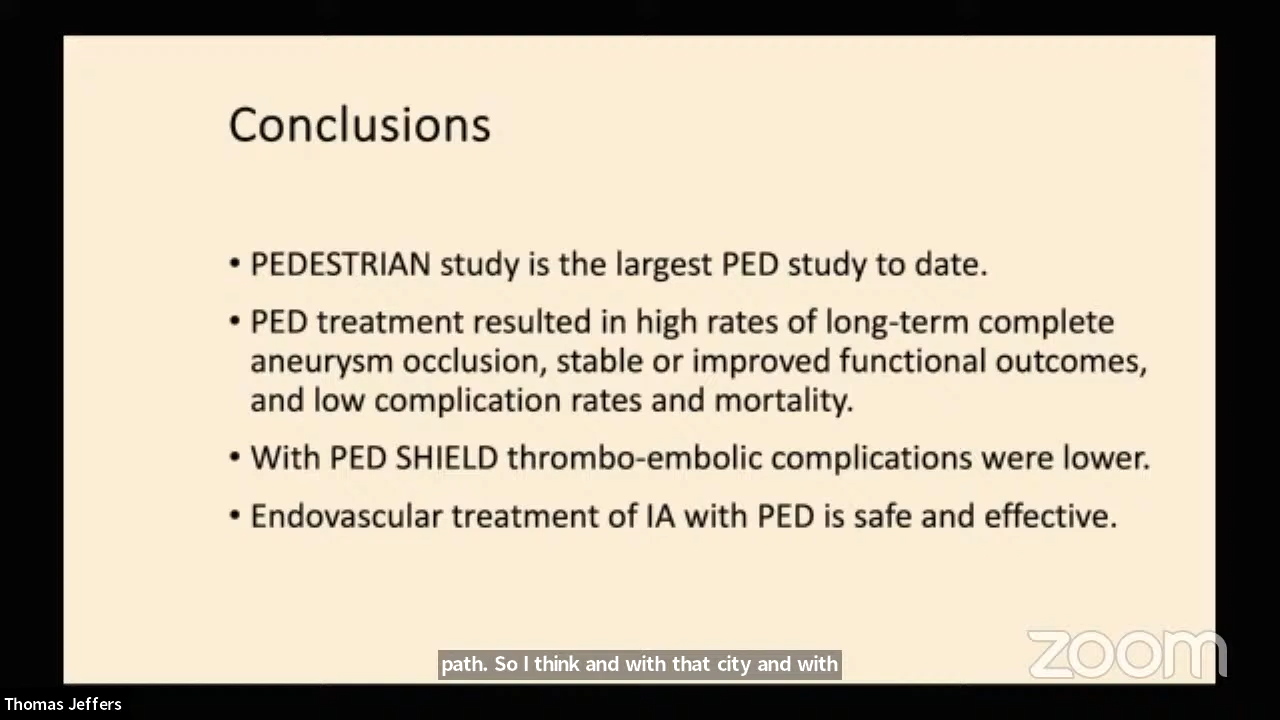 Conclusions
• PEDESTRIAN study is the largest PED study to date.
• PED treatment resulted in high rates of long-term complete
aneurysm occlusion, stable or improved functional outcomes,
and low complication rates and mortality.
• With PED SHIELD thrombo-embolic complications were lower.
• Endovascular treatment of IA with PED is safe and effective.
path. So I think and with that city and with
zoom
Thomas Jeffers